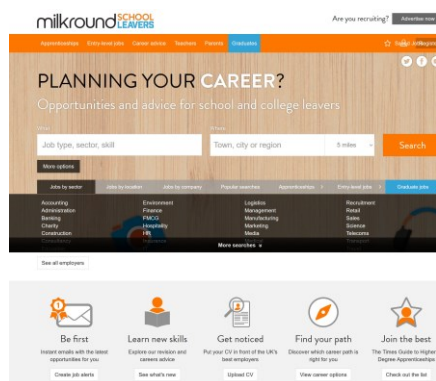 milkround SCHOOL LEAVERS
Are you recruiting? Advertise now
Apprenticeships Entry-level jobs Career advice Teachers Parents Graduates
PLANNING YOUR CAREER?
Opportunities and advice for school and college leavers
Job type, sector, skill Town, city or region 5 miles Search
More options
Jobs by sector Jobs by location Jobs by company Popular searches Apprenticeships Entry-level jobs Graduate jobs
Accounting Environment Logistics Recruitment
Administration Finance Management Retail
Banking FMCG Manufacturing Sales
Charity Hospitality Marketing Science
Construction HR Media Telecoms
Consultancy Insurance Medical Transport
More searches
See all employers
Be first Learn new skills Get noticed Find your path Join the best
Instant emails with the latest opportunities for you
Explore our revision and careers advice
Put your CV in front of the UK's best employers
Discover which career path is right for you
The Times Guide to Higher Degree Apprenticeships
Create job alerts See what's new Upload CV View career options Check out the list